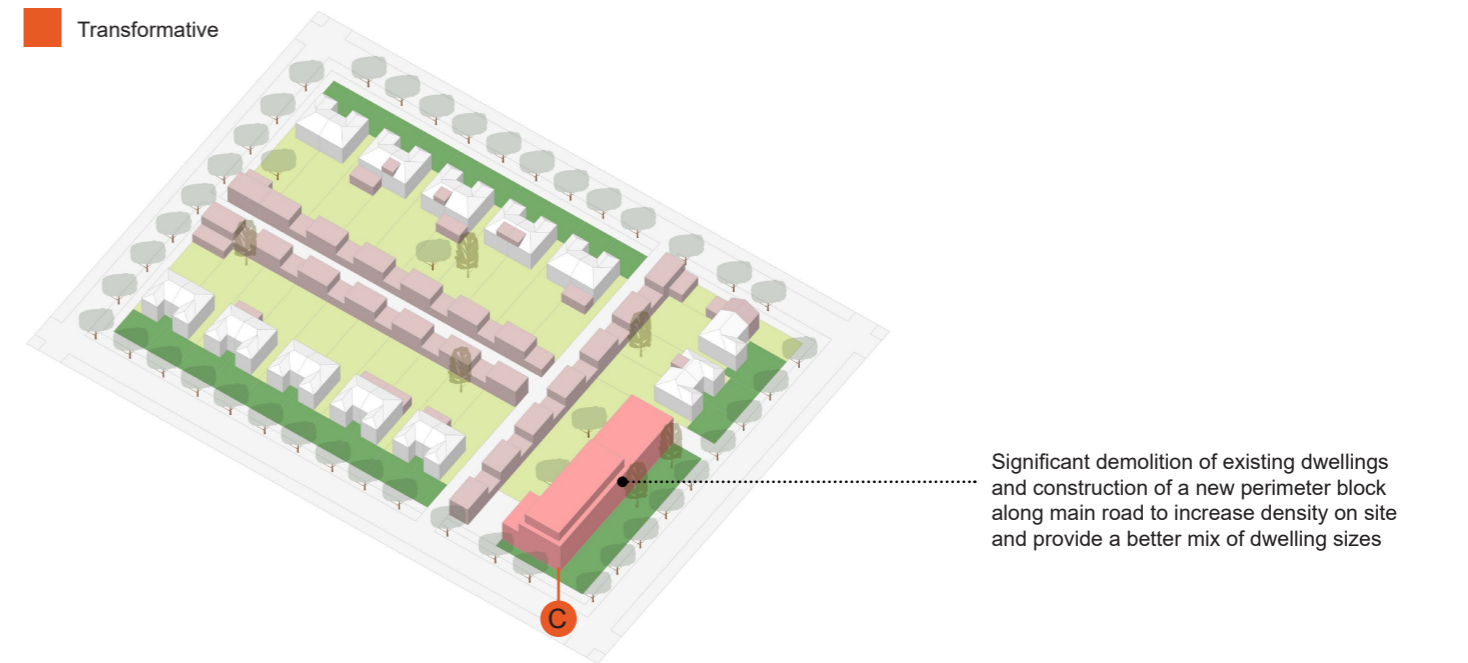 Transformative
Significant demolition of existing dwellings
and construction of a new perimeter block
along main road to increase density on site
and provide a better mix of dwelling sizes
C